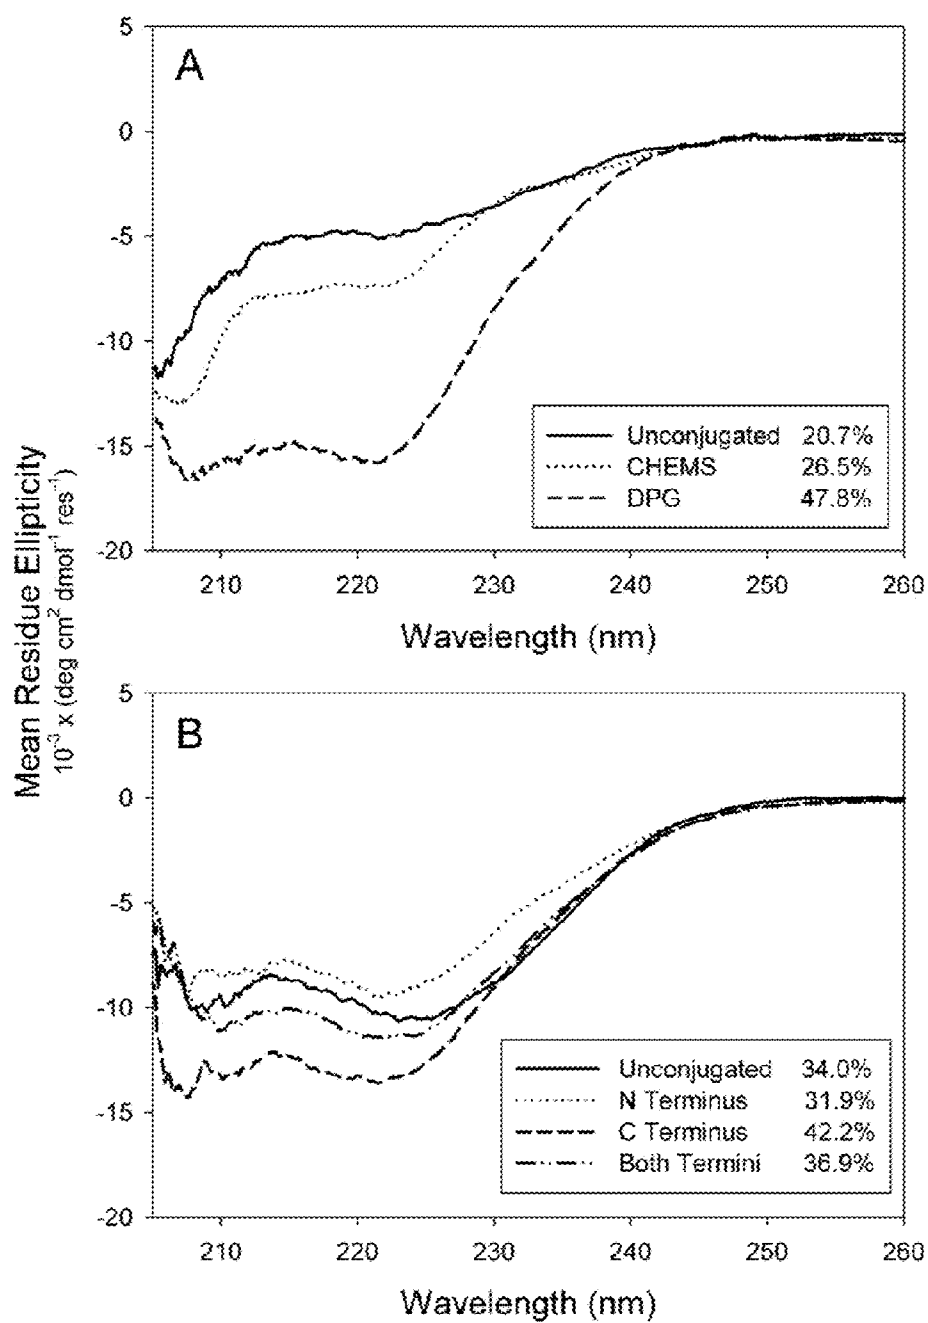 Mean Residue Ellipticity
10⁻³ x (deg cm² dmol⁻¹ res⁻¹)
A
5
0
-5
-10
-15
-20
210 220 230 240 250 260
Unconjugated 20.7%
CHEMS 26.5%
DPG 47.8%
Wavelength (nm)
B
5
0
-5
-10
-15
-20
210 220 230 240 250 260
Unconjugated 34.0%
N Terminus 31.9%
C Terminus 42.2%
Both Termini 36.9%
Wavelength (nm)